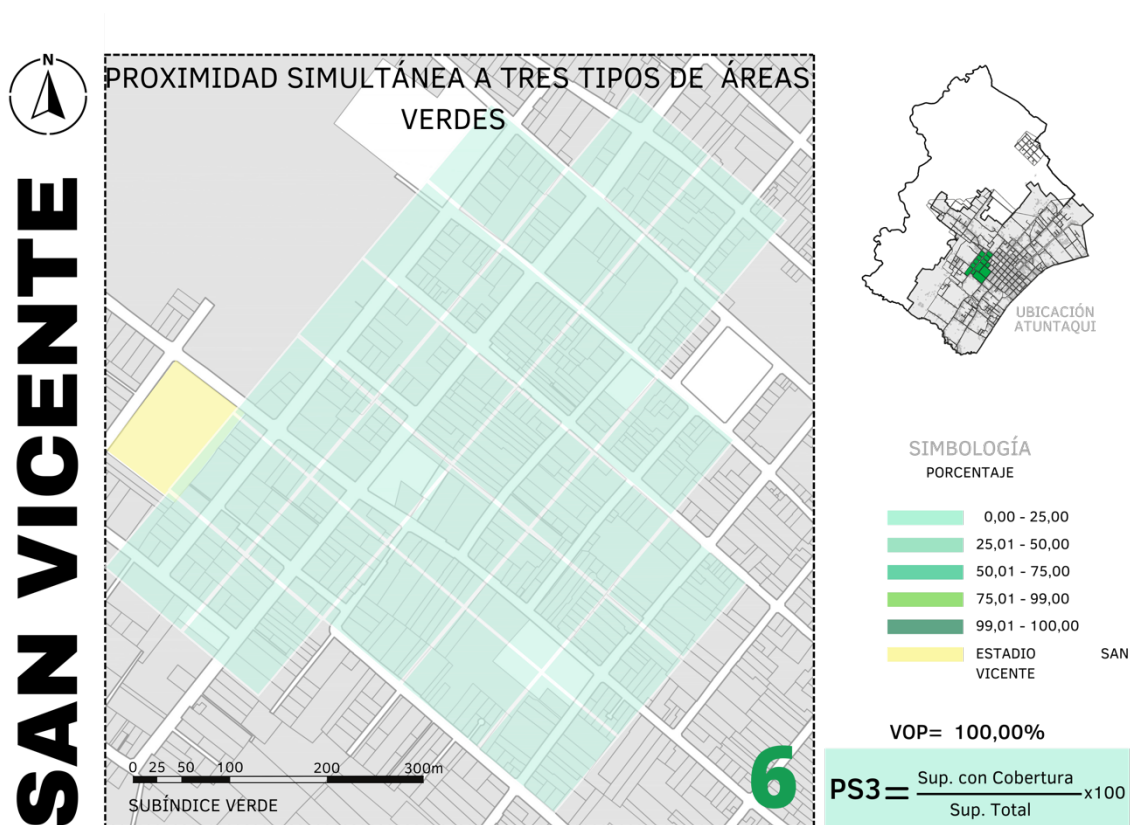 N
SAN VICENTE
PROXIMIDAD SIMULTÁNEA A TRES TIPOS DE ÁREAS
VERDES
0 25 50 100 200 300m
SUBÍNDICE VERDE
6
UBICACIÓN
ATUNTAQUI
SIMBOLOGÍA
PORCENTAJE
0,00 - 25,00
25,01 - 50,00
50,01 - 75,00
75,01 - 99,00
99,01 - 100,00
ESTADIO SAN
VICENTE
VOP= 100,00%
PS3= Sup. con Cobertura x100
Sup. Total